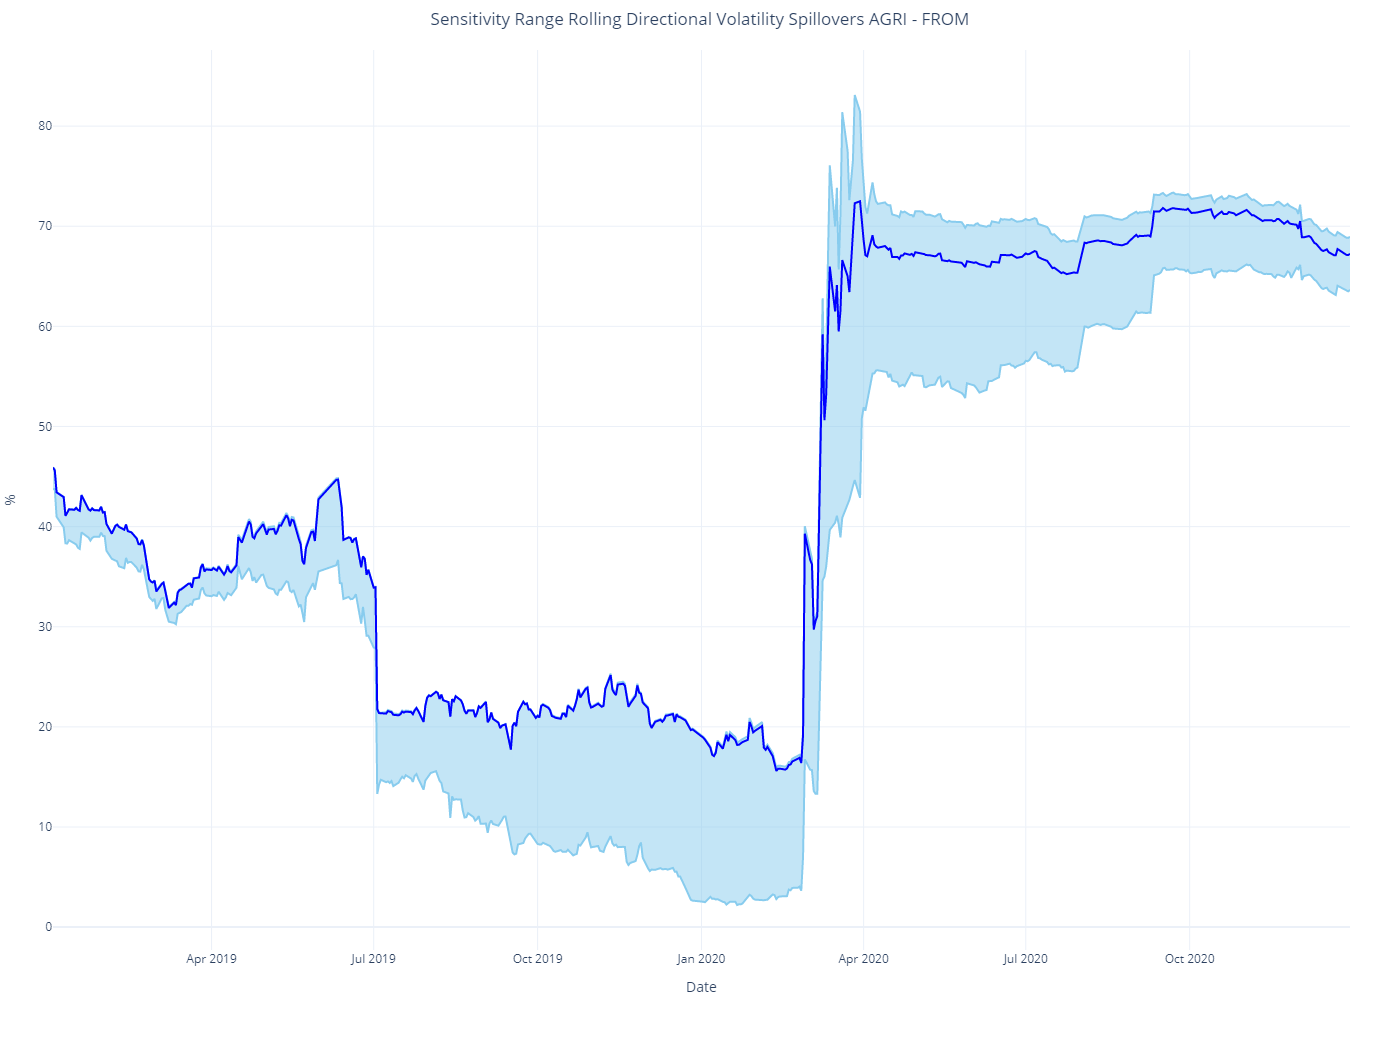 Sensitivity Range Rolling Directional Volatility Spillovers AGRI - FROM
80
70
60
50
40
30
20
10
0
%
Apr 2019
Jul 2019
Oct 2019
Jan 2020
Apr 2020
Jul 2020
Oct 2020
Date